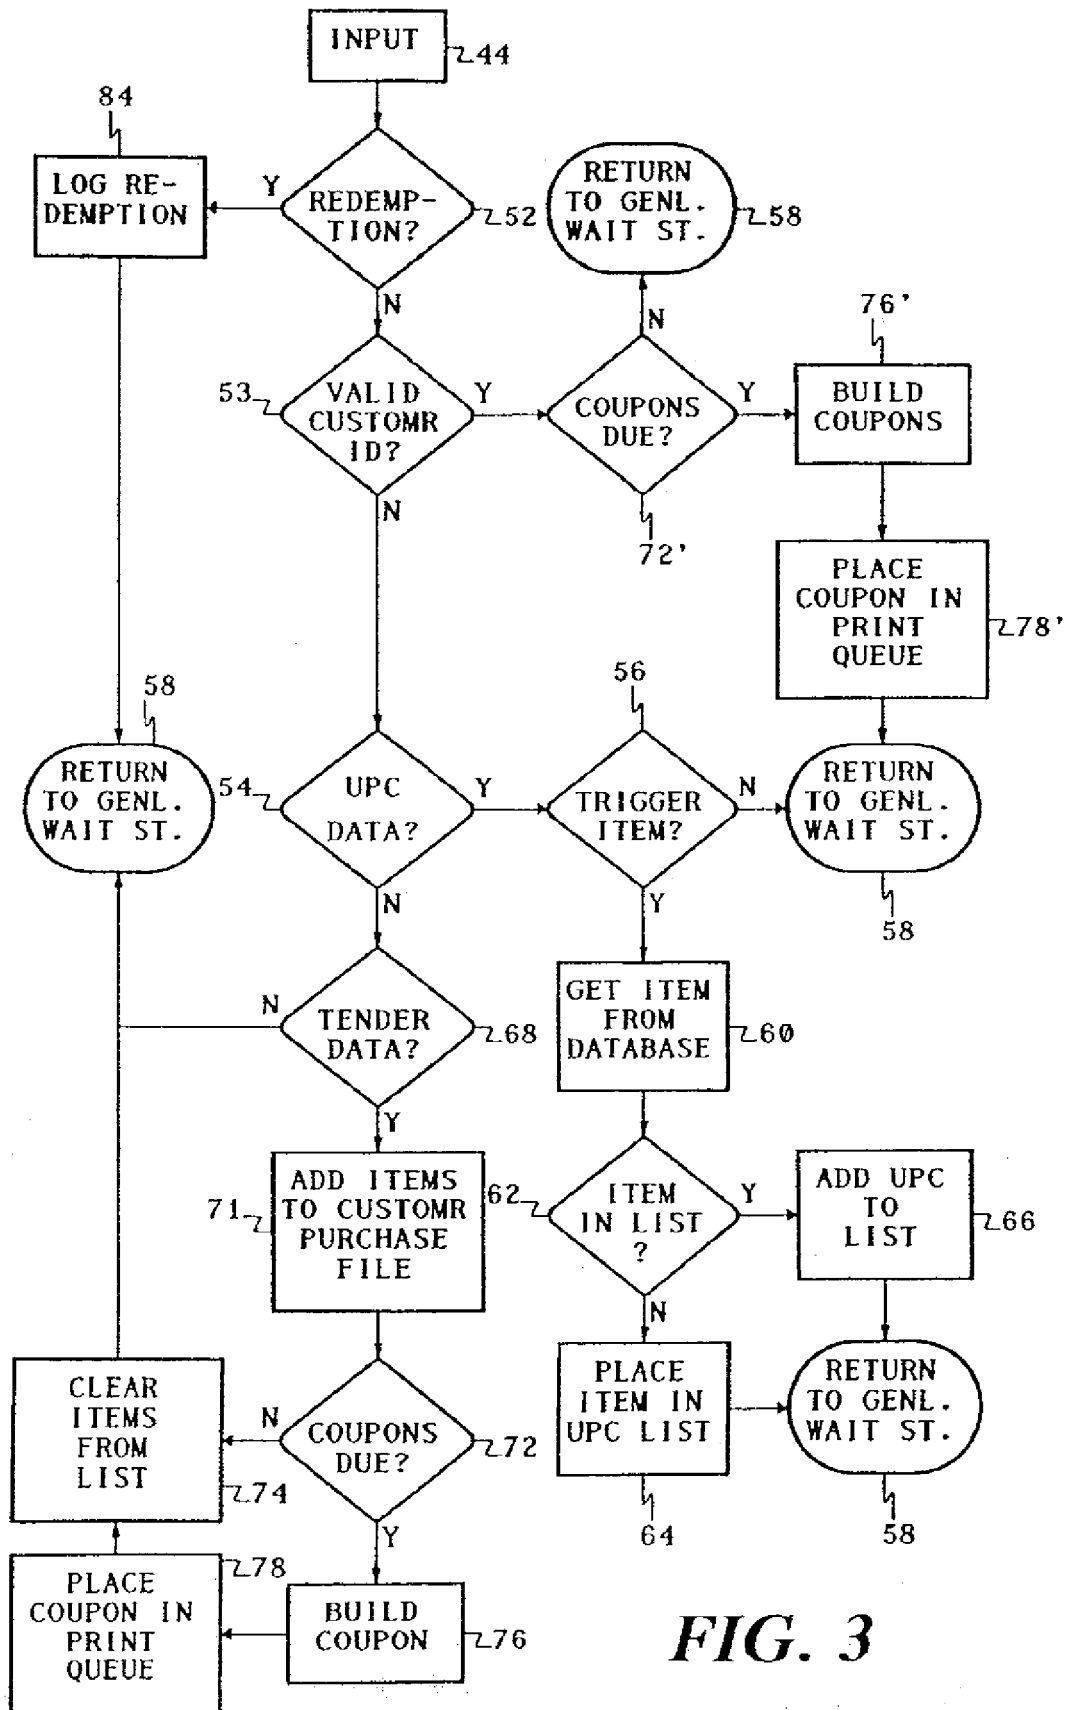 INPUT
44
84
LOG RE-
DEMPTION
Y
REDEMP-
TION?
52
N
RETURN
TO GENL.
WAIT ST.
58
N
76'
53
VALID
CUSTOMR
ID?
Y
COUPONS
DUE?
Y
BUILD
COUPONS
N
72'
PLACE
COUPON IN
PRINT
QUEUE
78'
58
56
RETURN
TO GENL.
WAIT ST.
54
UPC
DATA?
Y
TRIGGER
ITEM?
N
RETURN
TO GENL.
WAIT ST.
N
Y
58
N
TENDER
DATA?
68
GET ITEM
FROM
DATABASE
60
Y
71
ADD ITEMS
TO CUSTOMR
PURCHASE
FILE
62
ITEM
IN LIST
?
Y
ADD UPC
TO
LIST
66
N
CLEAR
ITEMS
FROM
LIST
74
N
COUPONS
DUE?
72
PLACE
ITEM IN
UPC LIST
64
RETURN
TO GENL.
WAIT ST.
58
Y
78
PLACE
COUPON IN
PRINT
QUEUE
BUILD
COUPON
76
FIG. 3